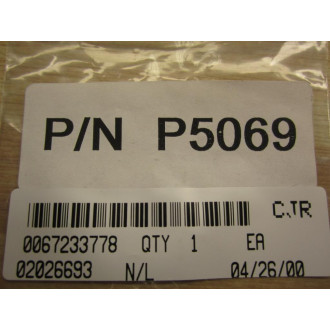 P/N P5069
C.TR
0067233778 QTY 1 EA
02026693 N/L 04/26/00